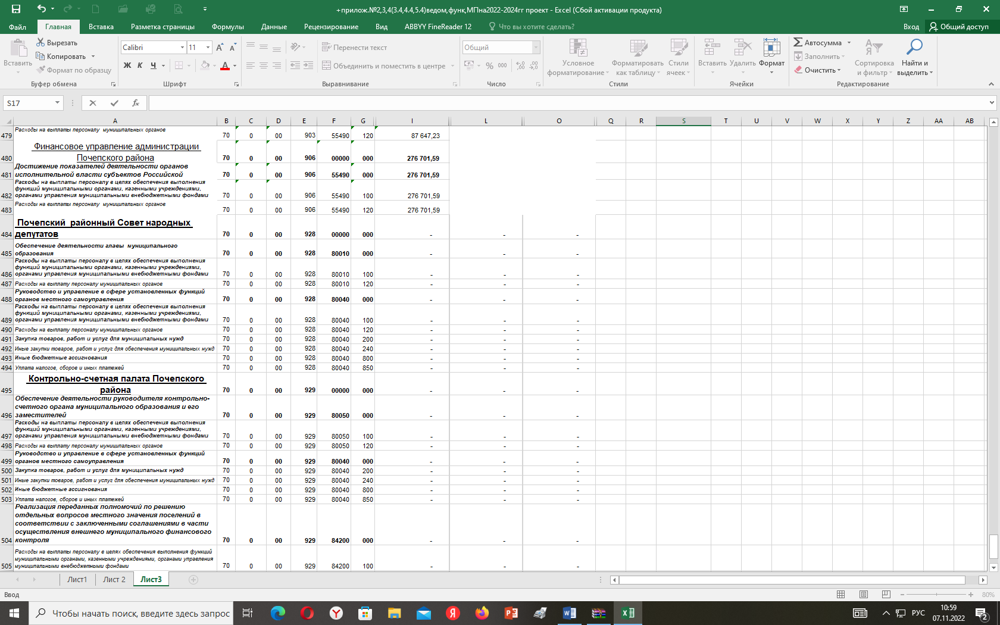 +прилож.№2,3,4(3.4,4.4,5.4)ведом,функ,МПна2022-2024гг проект - Excel (Сбой активации продукта)
Файл Главная Вставка Разметка страницы Формулы Данные Рецензирование Вид ABBYY FineReader 12 Что вы хотите сделать? Вход Общий доступ
Вставить Вырезать Копировать Формат по образцу Буфер обмена
Calibri 11 Ж К Ч Шрифт
Перенести текст Объединить и поместить в центре Выравнивание
Общий % 000 Число
Условное форматирование Форматировать как таблицу Стили ячеек Стили
Вставить Удалить Формат Ячейки
Автосумма Заполнить Очистить Сортировка и фильтр Найти и выделить Редактирование
S17 fx
A B C D E F G I L O Q R S T U V W X Y Z AA AB
479 Расходы на выплаты персоналу муниципальных органов 70 0 00 903 55490 120 87 647,23
Финансовое управление администрации
480 Почепского района 70 0 00 906 00000 000 276 701,59
Достижение показателей деятельности органов
481 исполнительной власти субъектов Российской 70 0 00 906 55490 000 276 701,59
Расходы на выплаты персоналу в целях обеспечения выполнения
функций муниципальными органами, казенными учреждениями,
482 органами управления муниципальными внебюджетными фондами 70 0 00 906 55490 100 276 701,59
483 Расходы на выплаты персоналу муниципальных органов 70 0 00 906 55490 120 276 701,59
Почепский районный Совет народных
484 депутатов 70 0 00 928 00000 000 - - -
Обеспечение деятельности главы муниципального
485 образования 70 0 00 928 80010 000 - - -
Расходы на выплаты персоналу в целях обеспечения выполнения
функций муниципальными органами, казенными учреждениями,
486 органами управления муниципальными внебюджетными фондами 70 0 00 928 80010 100 - - -
487 Расходы на выплату персоналу муниципальных органов 70 0 00 928 80010 120 - - -
Руководство и управление в сфере установленных функций
488 органов местного самоуправления 70 0 00 928 80040 000 - - -
Расходы на выплаты персоналу в целях обеспечения выполнения
функций муниципальными органами, казенными учреждениями,
489 органами управления муниципальными внебюджетными фондами 70 0 00 928 80040 100 - - -
490 Расходы на выплату персоналу муниципальных органов 70 0 00 928 80040 120 - - -
491 Закупка товаров, работ и услуг для муниципальных нужд 70 0 00 928 80040 200 - - -
492 Иные закупки товаров, работ и услуг для обеспечения муниципальных нужд 70 0 00 928 80040 240 - - -
493 Иные бюджетные ассигнования 70 0 00 928 80040 800 - - -
494 Уплата налогов, сборов и иных платежей 70 0 00 928 80040 850 - - -
Контрольно-счетная палата Почепского
495 района 70 0 00 929 00000 000 - - -
Обеспечение деятельности руководителя контрольно-
счетного органа муниципального образования и его
496 заместителей 70 0 00 929 80050 000 - - -
Расходы на выплаты персоналу в целях обеспечения выполнения
функций муниципальными органами, казенными учреждениями,
497 органами управления муниципальными внебюджетными фондами 70 0 00 929 80050 100 - - -
498 Расходы на выплату персоналу муниципальных органов 70 0 00 929 80050 120 - - -
Руководство и управление в сфере установленных функций
499 органов местного самоуправления 70 0 00 929 80040 000 - - -
500 Закупка товаров, работ и услуг для муниципальных нужд 70 0 00 929 80040 200 - - -
501 Иные закупки товаров, работ и услуг для обеспечения муниципальных нужд 70 0 00 929 80040 240 - - -
502 Иные бюджетные ассигнования 70 0 00 929 80040 800 - - -
503 Уплата налогов, сборов и иных платежей 70 0 00 929 80040 850 - - -
Реализация переданных полномочий по решению
отдельных вопросов местного значения поселений в
соответствии с заключенными соглашениями в части
осуществления внешнего муниципального финансового
504 контроля 70 0 00 929 84200 000 - - -
Расходы на выплаты персоналу в целях обеспечения выполнения функций
муниципальными органами, казенными учреждениями, органами управления
505 муниципальными внебюджетными фондами 70 0 00 929 84200 100 - - -
Лист1 Лист 2 Лист3
Ввод 80%
Чтобы начать поиск, введите здесь запрос РУС 10:59
07.11.2022 2